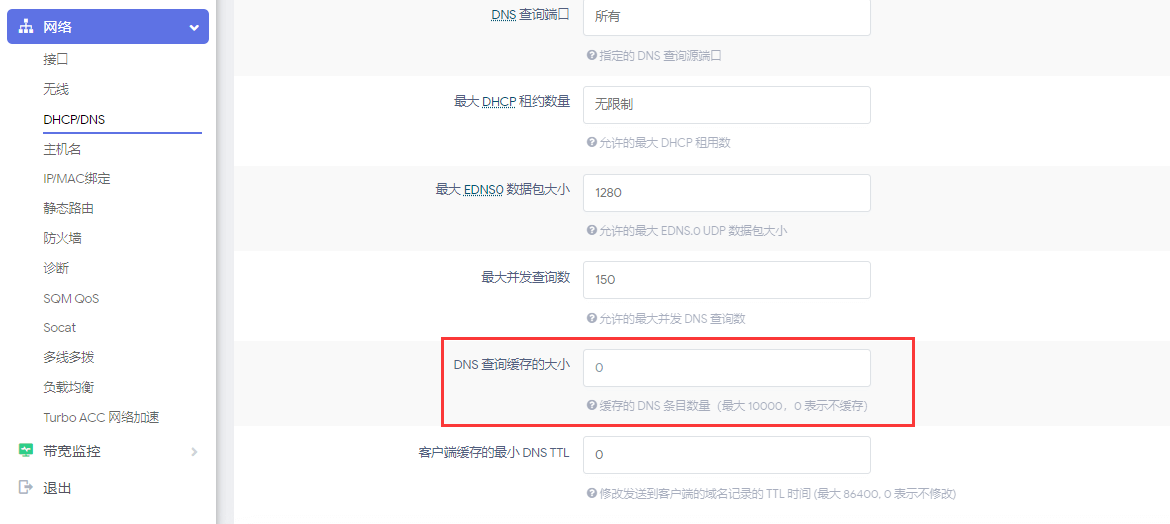 网络
接口
无线
DHCP/DNS
主机名
IP/MAC绑定
静态路由
防火墙
诊断
SQM QoS
Socat
多线多拨
负载均衡
Turbo ACC 网络加速
带宽监控
退出
DNS 查询端口
所有
指定的 DNS 查询源端口
最大 DHCP 租约数量
无限制
允许的最大 DHCP 租用数
最大 EDNS0 数据包大小
1280
允许的最大 EDNS.0 UDP 数据包大小
最大并发查询数
150
允许的最大并发 DNS 查询数
DNS 查询缓存的大小
0
缓存的 DNS 条目数量（最大 10000，0 表示不缓存）
客户端缓存的最小 DNS TTL
0
修改发送到客户端的域名记录的 TTL 时间 (最大 86400, 0 表示不修改)